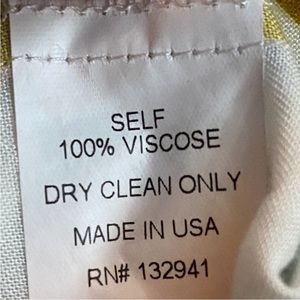 SELF
100% VISCOSE
DRY CLEAN ONLY
MADE IN USA
RN# 132941